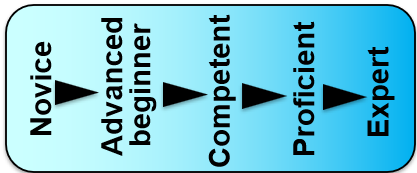 Novice
Advanced
beginner
Competent
Proficient
Expert